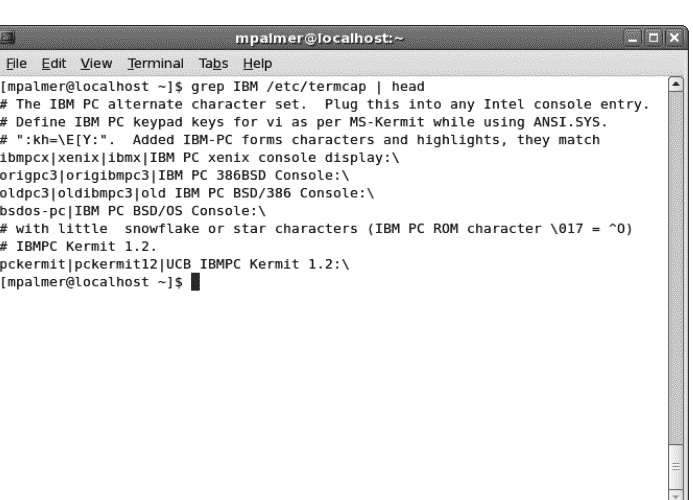 mpalmer@localhost:~
File Edit View Terminal Tabs Help
[mpalmer@localhost ~]$ grep IBM /etc/termcap | head
# The IBM PC alternate character set.  Plug this into any Intel console entry.
# Define IBM PC keypad keys for vi as per MS-Kermit while using ANSI.SYS.
# ":kh=\E[Y:".  Added IBM-PC forms characters and highlights, they match
ibmpcx|xenix|ibmx|IBM PC xenix console display:\
origpc3|origibmpc3|IBM PC 386BSD Console:\
oldpc3|oldibmpc3|old IBM PC BSD/386 Console:\
bsdos-pc|IBM PC BSD/OS Console:\
# with little  snowflake or star characters (IBM PC ROM character \017 = ^O)
# IBMPC Kermit 1.2.
pckermit|pckermit12|UCB IBMPC Kermit 1.2:\
[mpalmer@localhost ~]$